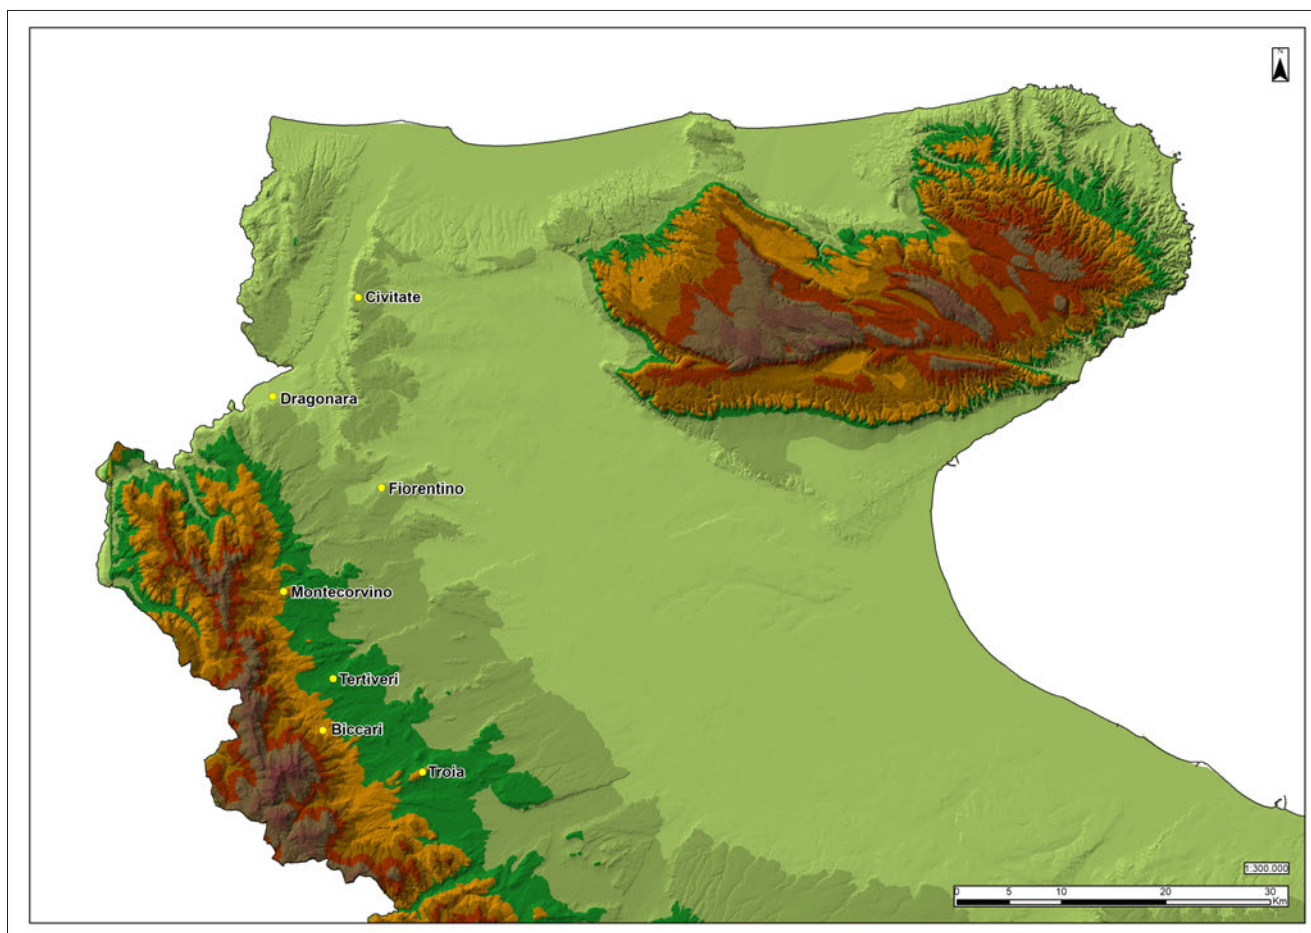 N
Civitate
Dragonara
Fiorentino
Montecorvino
Tertiveri
Biccari
Troia
1:300.000
0 5 10 20 30
Km